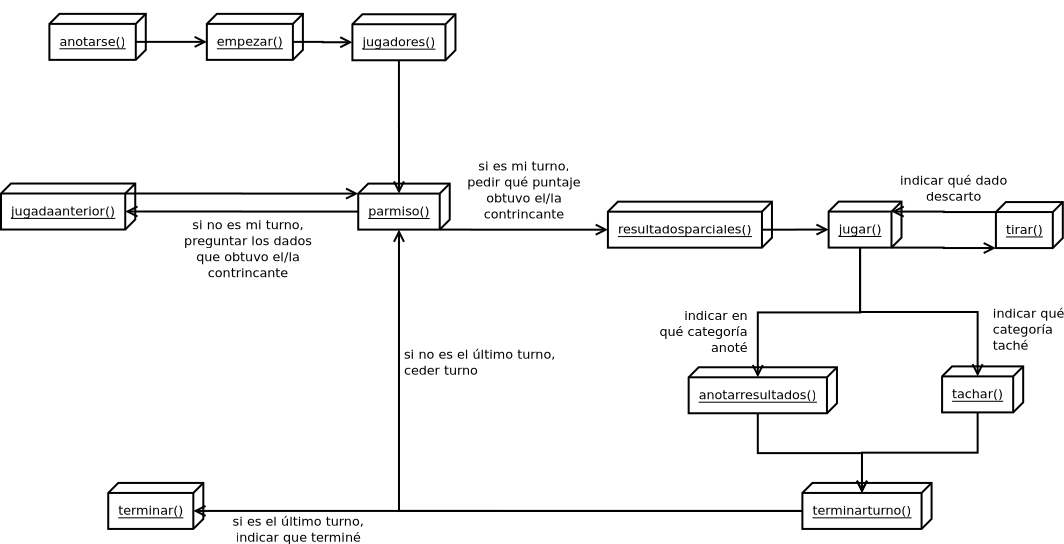 anotarse()
empezar()
jugadores()
si es mi turno,
pedir qué puntaje
obtuvo el/la
contrincante
indicar qué dado
descarto
jugadaanterior()
parmiso()
si no es mi turno,
preguntar los dados
que obtuvo el/la
contrincante
resultadosparciales()
jugar()
tirar()
indicar en
qué categoría
anoté
indicar qué
categoría
taché
si no es el último turno,
ceder turno
anotarresultados()
tachar()
terminar()
terminarturno()
si es el último turno,
indicar que terminé